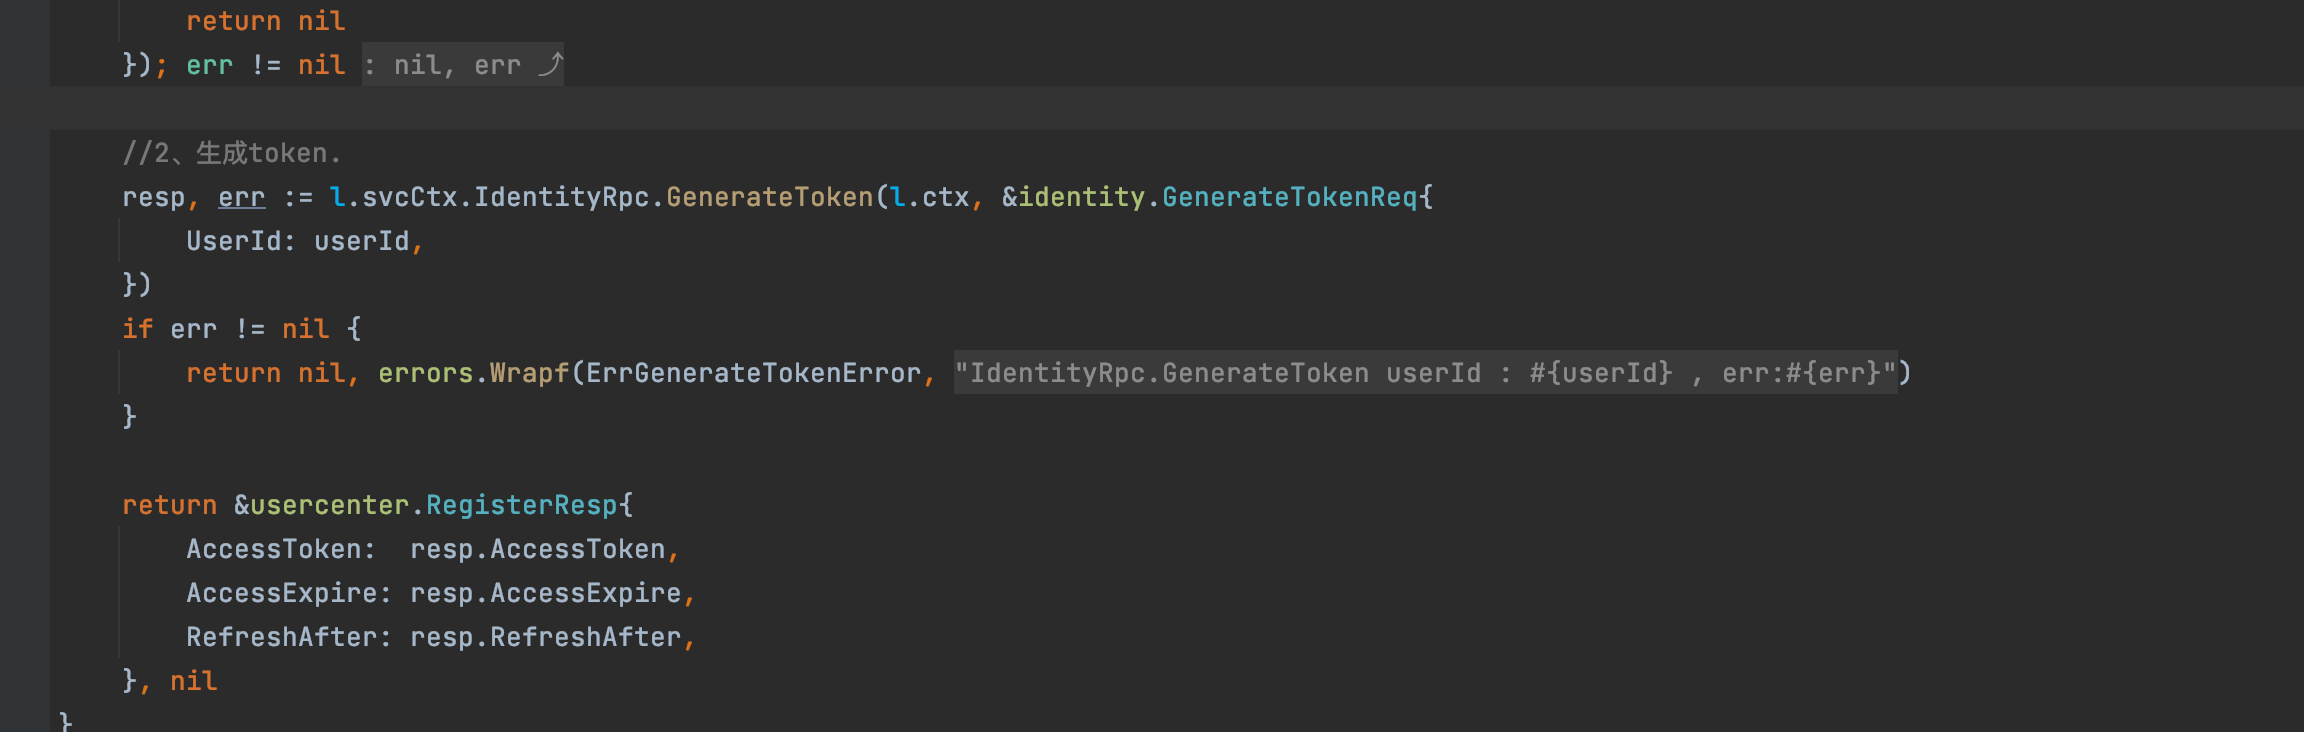 return nil
}); err != nil : nil, err ⤴
//2、生成token.
resp, err := l.svcCtx.IdentityRpc.GenerateToken(l.ctx, &identity.GenerateTokenReq{
UserId: userId,
})
if err != nil {
return nil, errors.Wrapf(ErrGenerateTokenError, "IdentityRpc.GenerateToken userId : #{userId} , err:#{err}")
}
return &usercenter.RegisterResp{
AccessToken:  resp.AccessToken,
AccessExpire: resp.AccessExpire,
RefreshAfter: resp.RefreshAfter,
}, nil
}